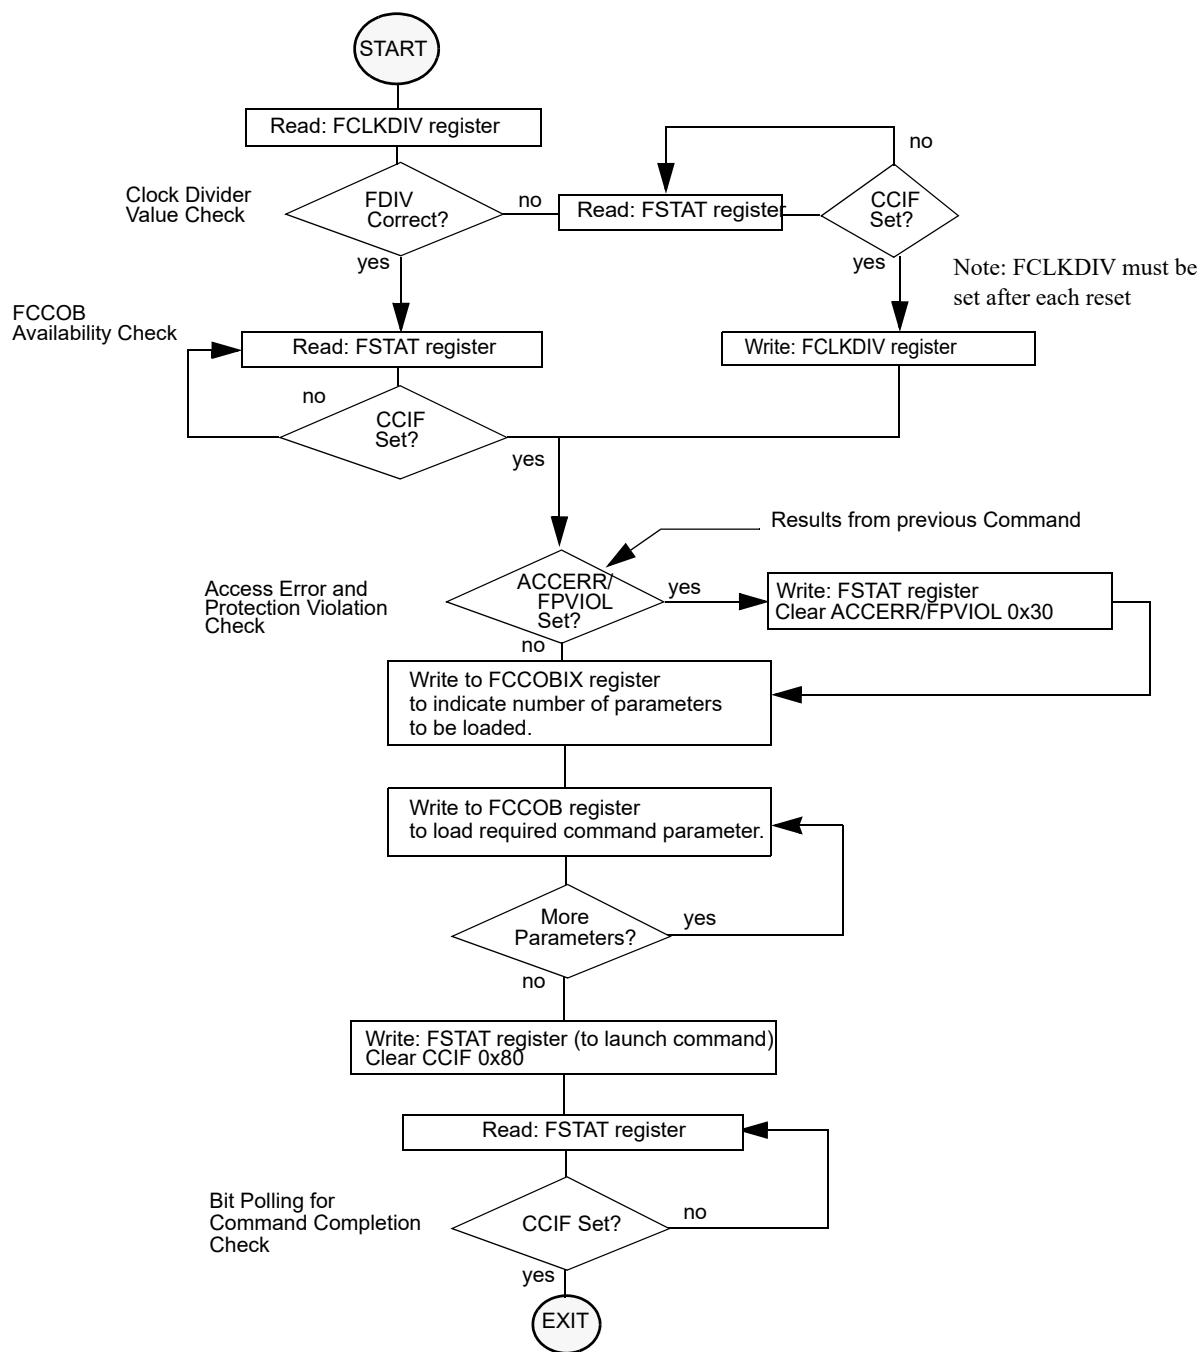 START
Read: FCLKDIV register
no
Clock Divider
Value Check
FDIV
Correct?
no
Read: FSTAT register
CCIF
Set?
yes
yes
Note: FCLKDIV must be
set after each reset
FCCOB
Availability Check
Read: FSTAT register
Write: FCLKDIV register
no
CCIF
Set?
yes
Results from previous Command
Access Error and
Protection Violation
Check
ACCERR/
FPVIOL
Set?
yes
Write: FSTAT register
Clear ACCERR/FPVIOL 0x30
no
Write to FCCOBIX register
to indicate number of parameters
to be loaded.
Write to FCCOB register
to load required command parameter.
More
Parameters?
yes
no
Write: FSTAT register (to launch command)
Clear CCIF 0x80
Read: FSTAT register
Bit Polling for
Command Completion
Check
CCIF Set?
no
yes
EXIT